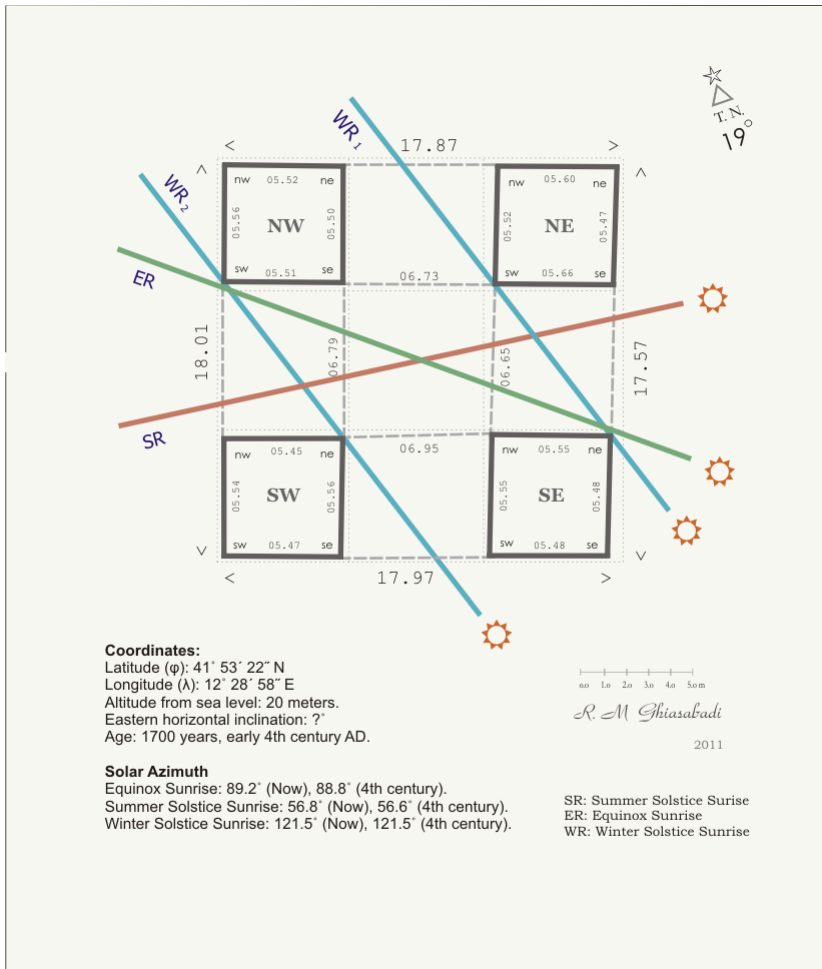 T. N.
19°
WR1
< 17.87 >
WR2
nw 05.52 ne
05.56
NW
05.50
sw 05.51 se
nw 05.60 ne
05.52
NE
05.47
sw 05.66 se
ER
06.73
18.01
06.79
06.65
17.57
SR
06.95
nw 05.45 ne
05.54
SW
05.56
sw 05.47 se
nw 05.55 ne
05.55
SE
05.48
sw 05.48 se
< 17.97 >
Coordinates:
Latitude (φ): 41° 53´ 22˝ N
Longitude (λ): 12° 28´ 58˝ E
Altitude from sea level: 20 meters.
Eastern horizontal inclination: ?°
Age: 1700 years, early 4th century AD.
0.0 1.0 2.0 3.0 4.0 5.0 m
R. M Ghiasabadi
2011
Solar Azimuth
Equinox Sunrise: 89.2° (Now), 88.8° (4th century).
Summer Solstice Sunrise: 56.8° (Now), 56.6° (4th century).
Winter Solstice Sunrise: 121.5° (Now), 121.5° (4th century).
SR: Summer Solstice Surise
ER: Equinox Sunrise
WR: Winter Solstice Sunrise